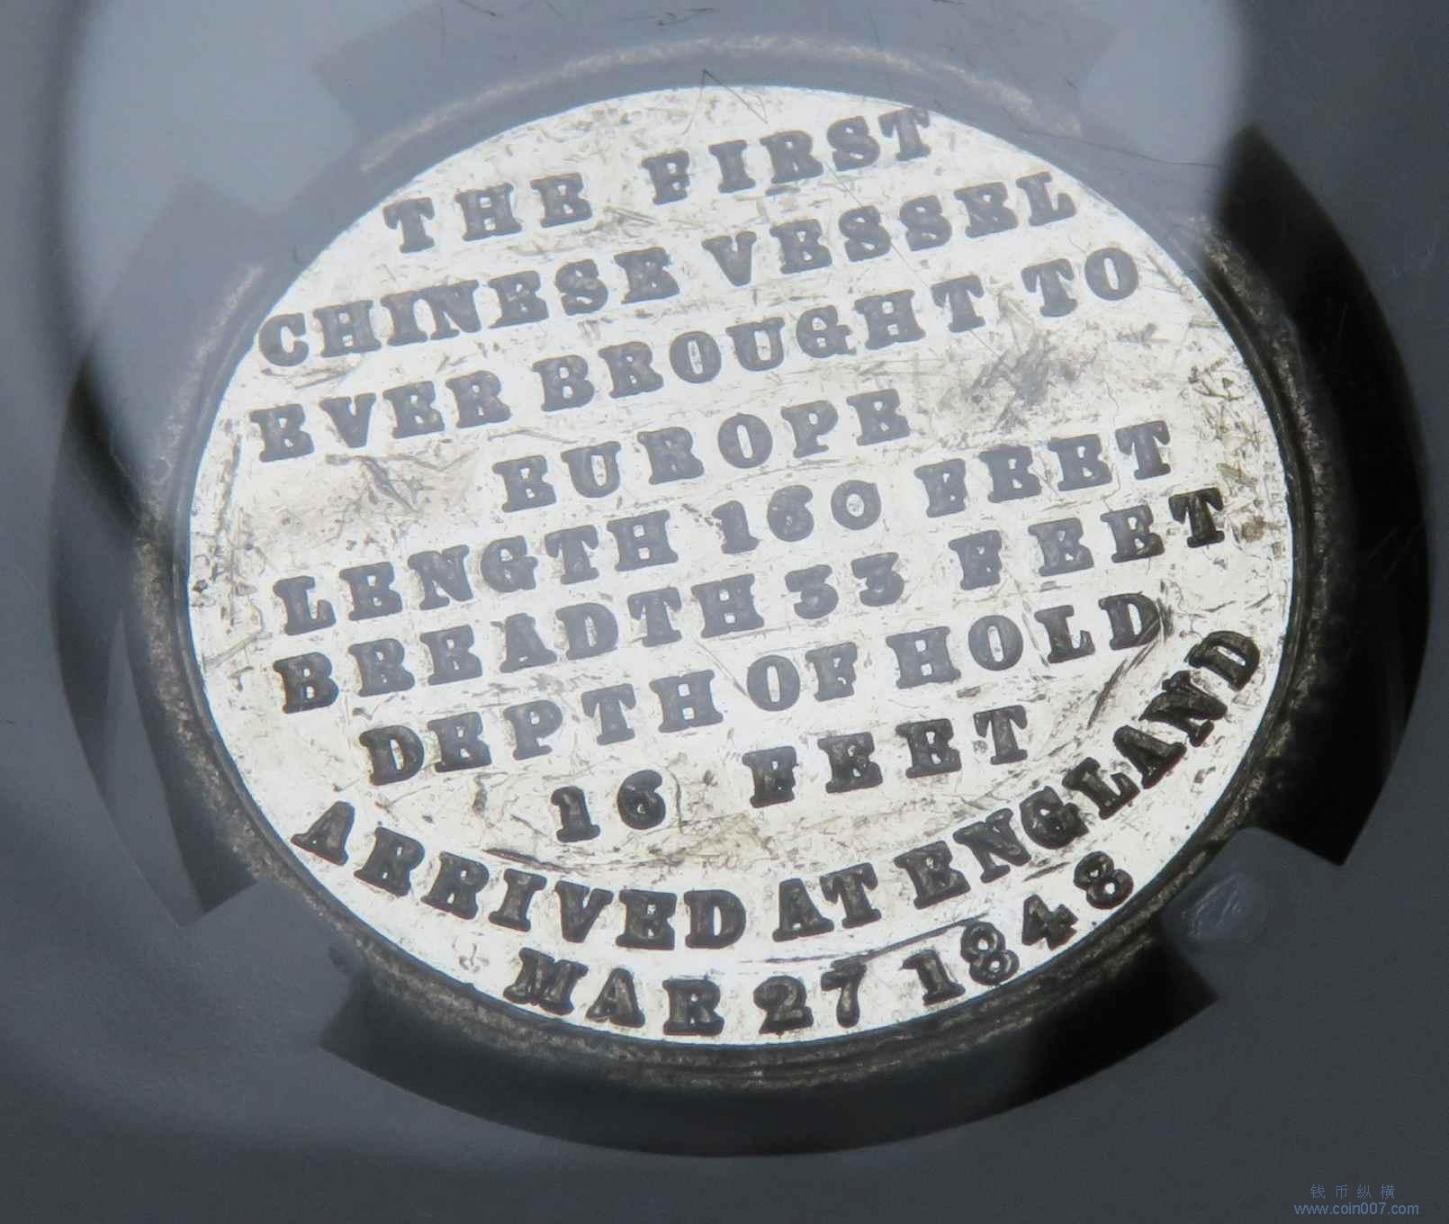 THE FIRST
CHINESE VESSEL
EVER BROUGHT TO
EUROPE
LENGTH 160 FEET
BREADTH 33 FEET
DEPTH OF HOLD
16 FEET
ARRIVED AT ENGLAND
MAR 27 1848
钱币纵横
www.coin007.com